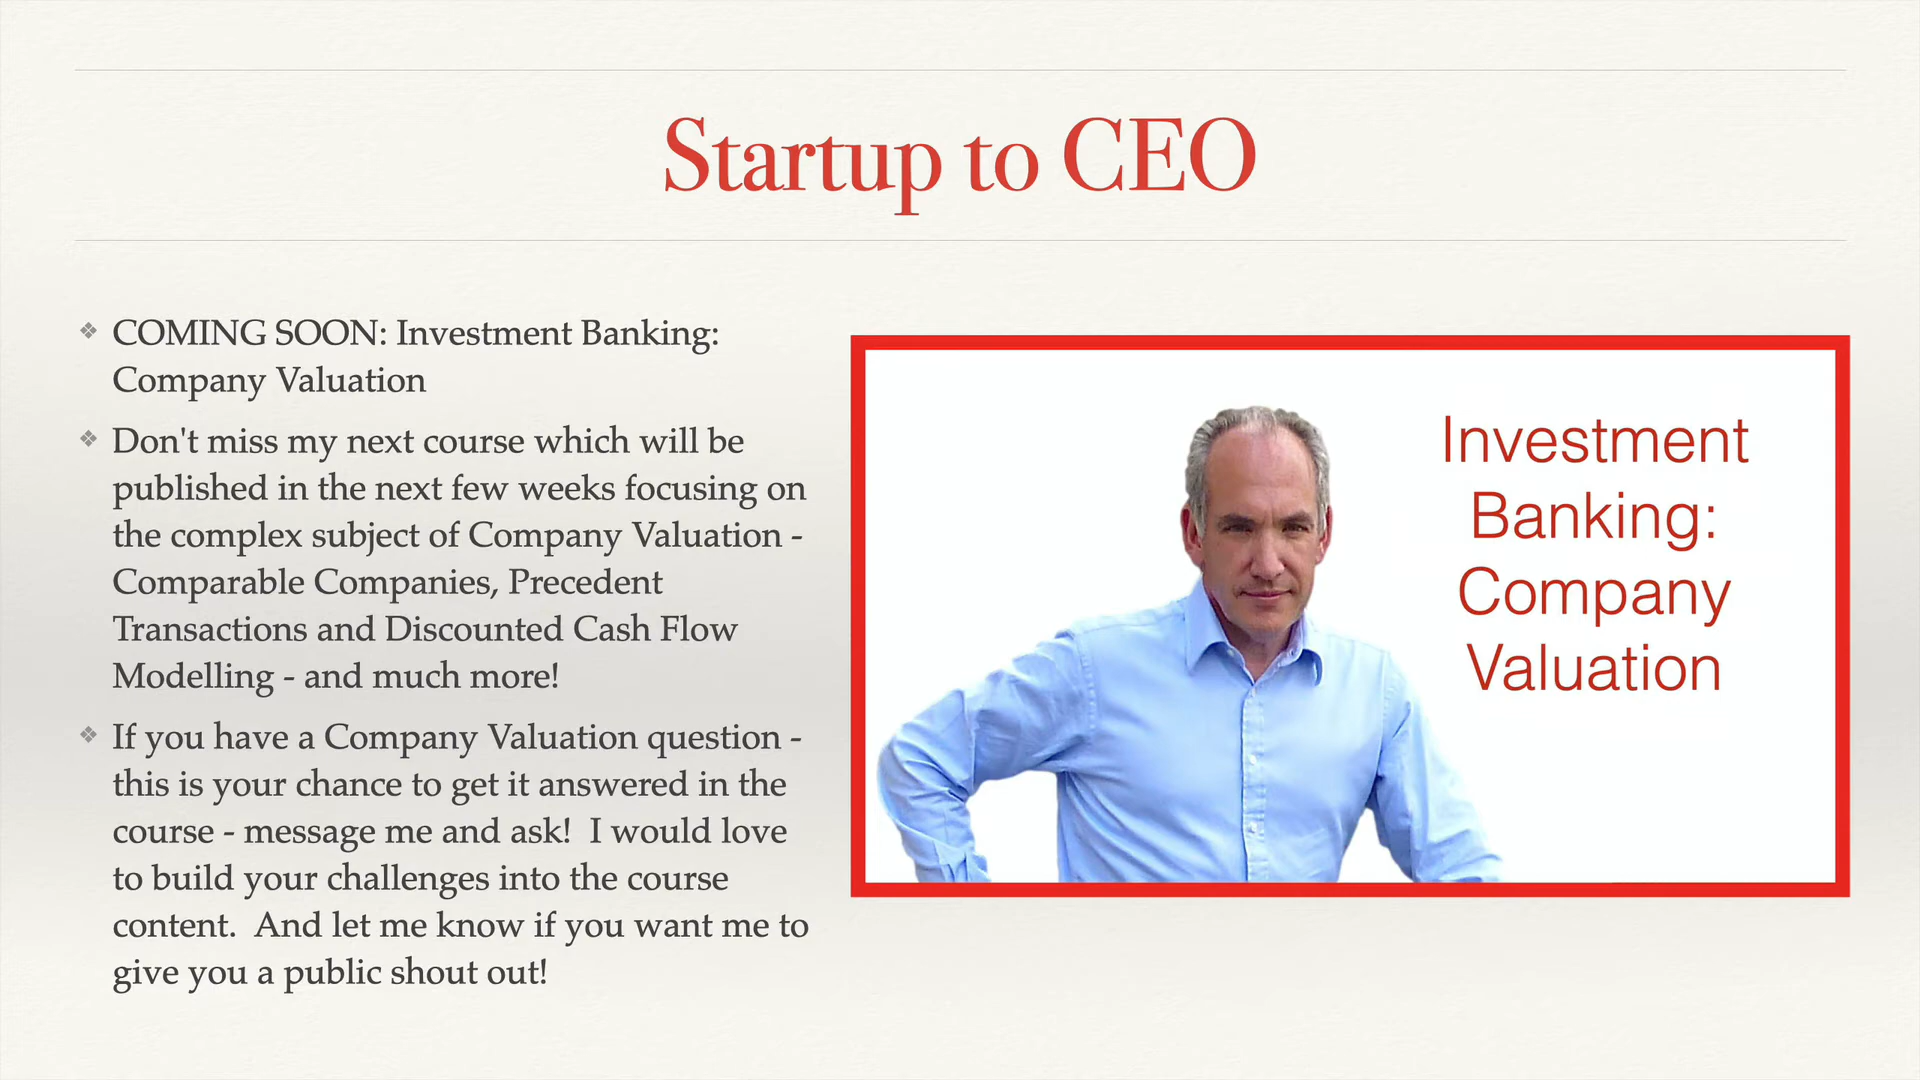 Startup to CEO
COMING SOON: Investment Banking:
Company Valuation
Don't miss my next course which will be
published in the next few weeks focusing on
the complex subject of Company Valuation -
Comparable Companies, Precedent
Transactions and Discounted Cash Flow
Modelling - and much more!
If you have a Company Valuation question -
this is your chance to get it answered in the
course - message me and ask!  I would love
to build your challenges into the course
content.  And let me know if you want me to
give you a public shout out!
Investment
Banking:
Company
Valuation